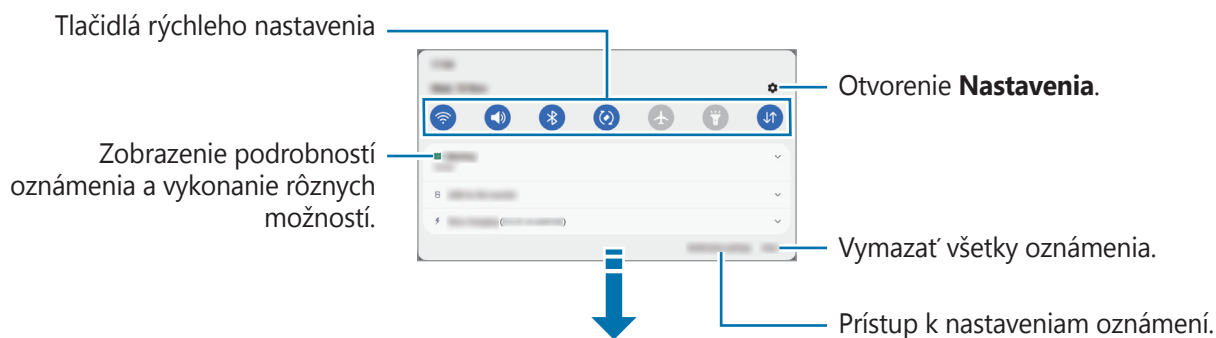 Tlačidlá rýchleho nastavenia
Otvorenie Nastavenia.
Zobrazenie podrobností
oznámenia a vykonanie rôznych
možností.
Vymazať všetky oznámenia.
Prístup k nastaveniam oznámení.